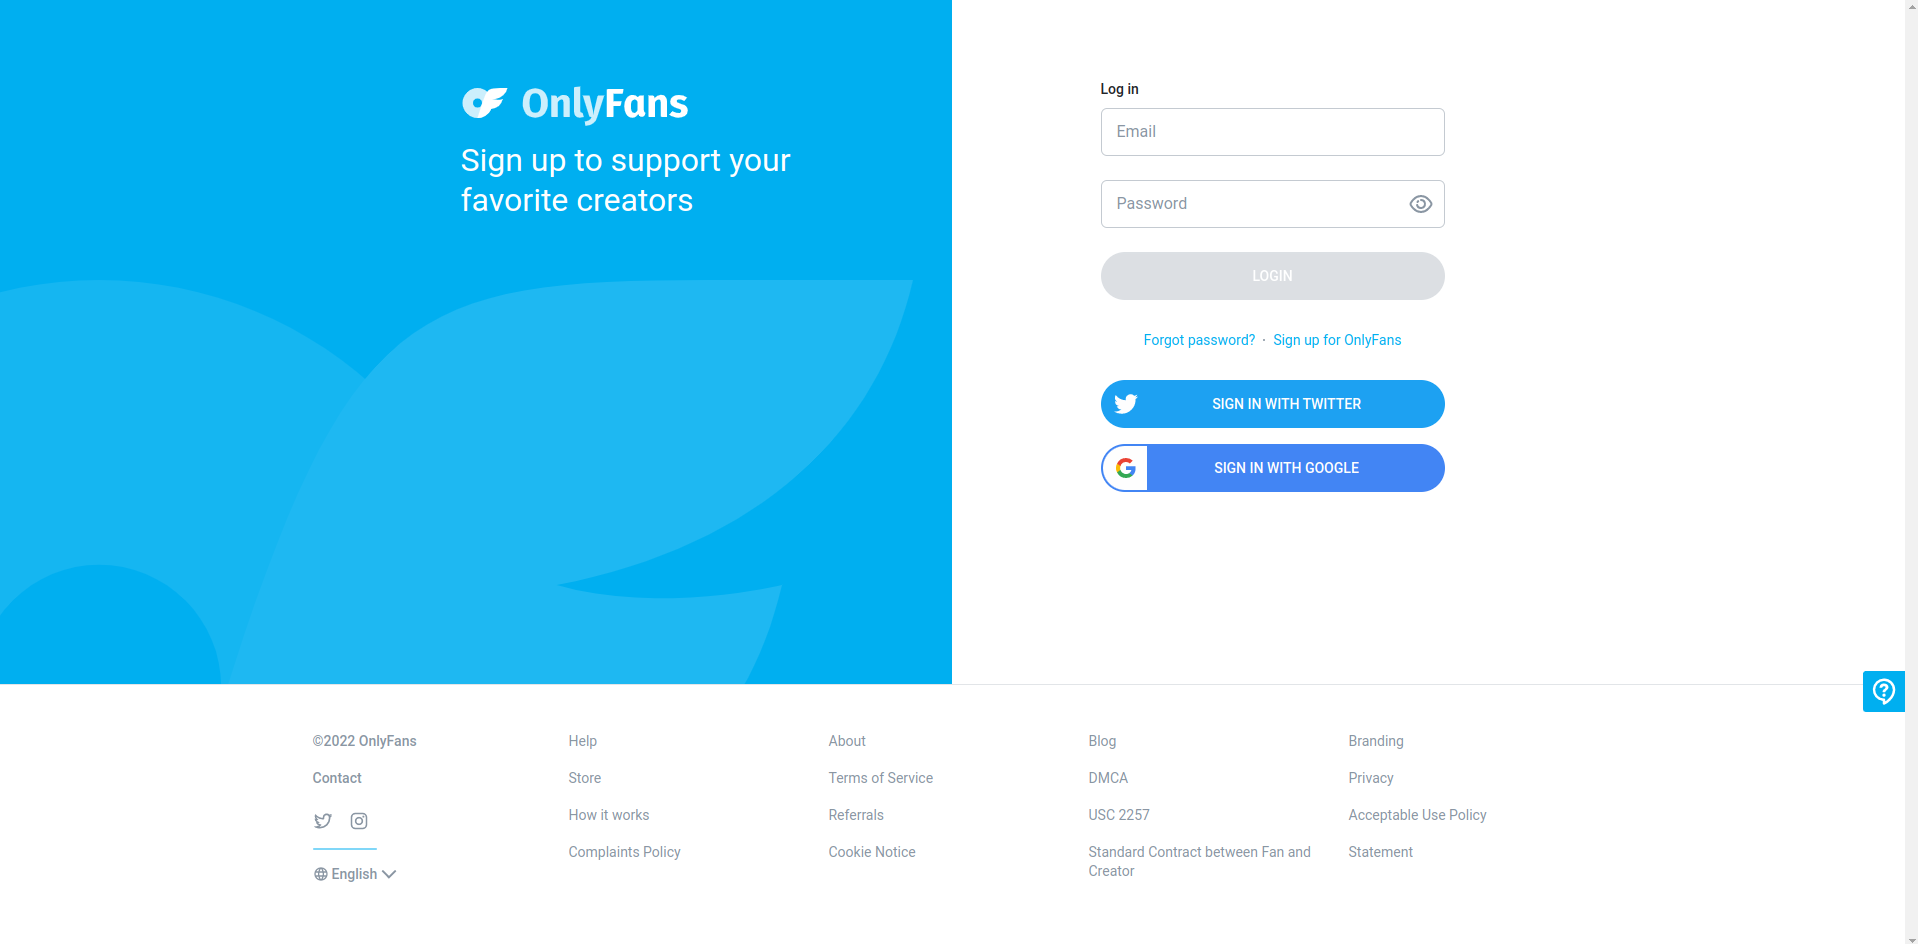 OnlyFans
Sign up to support your
favorite creators
Log in
Email
Password
LOGIN
Forgot password? · Sign up for OnlyFans
SIGN IN WITH TWITTER
SIGN IN WITH GOOGLE
©2022 OnlyFans
Contact
English
Help
Store
How it works
Complaints Policy
About
Terms of Service
Referrals
Cookie Notice
Blog
DMCA
USC 2257
Standard Contract between Fan and
Creator
Branding
Privacy
Acceptable Use Policy
Statement